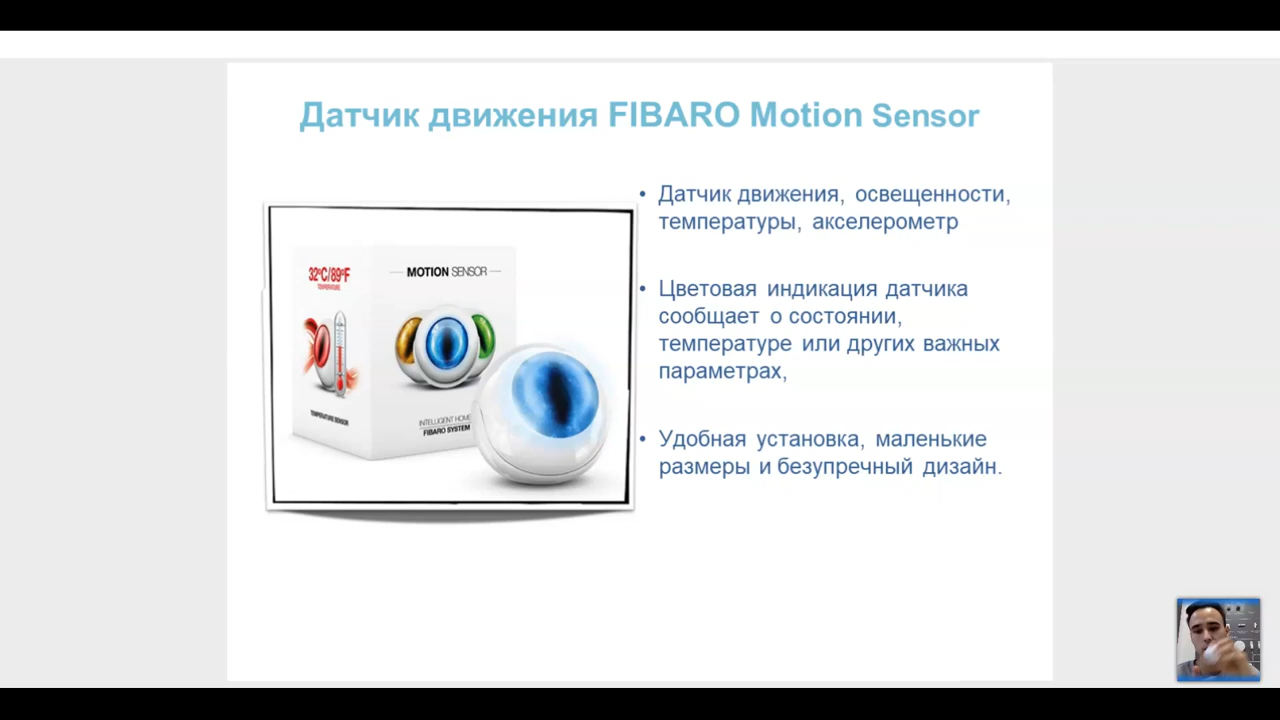 Датчик движения FIBARO Motion Sensor
• Датчик движения, освещенности,
температуры, акселерометр
• Цветовая индикация датчика
сообщает о состоянии,
температуре или других важных
параметрах,
• Удобная установка, маленькие
размеры и безупречный дизайн.
32°C/89°F
TEMPERATURE
MOTION SENSOR
TEMPERATURE SENSOR
INTELLIGENT HOME
FIBARO SYSTEM